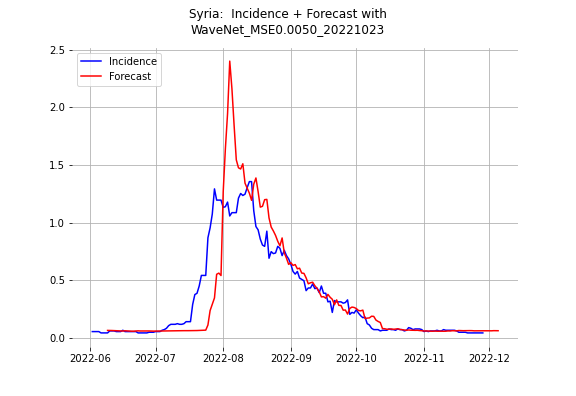 Syria:  Incidence + Forecast with
WaveNet_MSE0.0050_20221023
2.5
Incidence
Forecast
2.0
1.5
1.0
0.5
0.0
2022-06 2022-07 2022-08 2022-09 2022-10 2022-11 2022-12